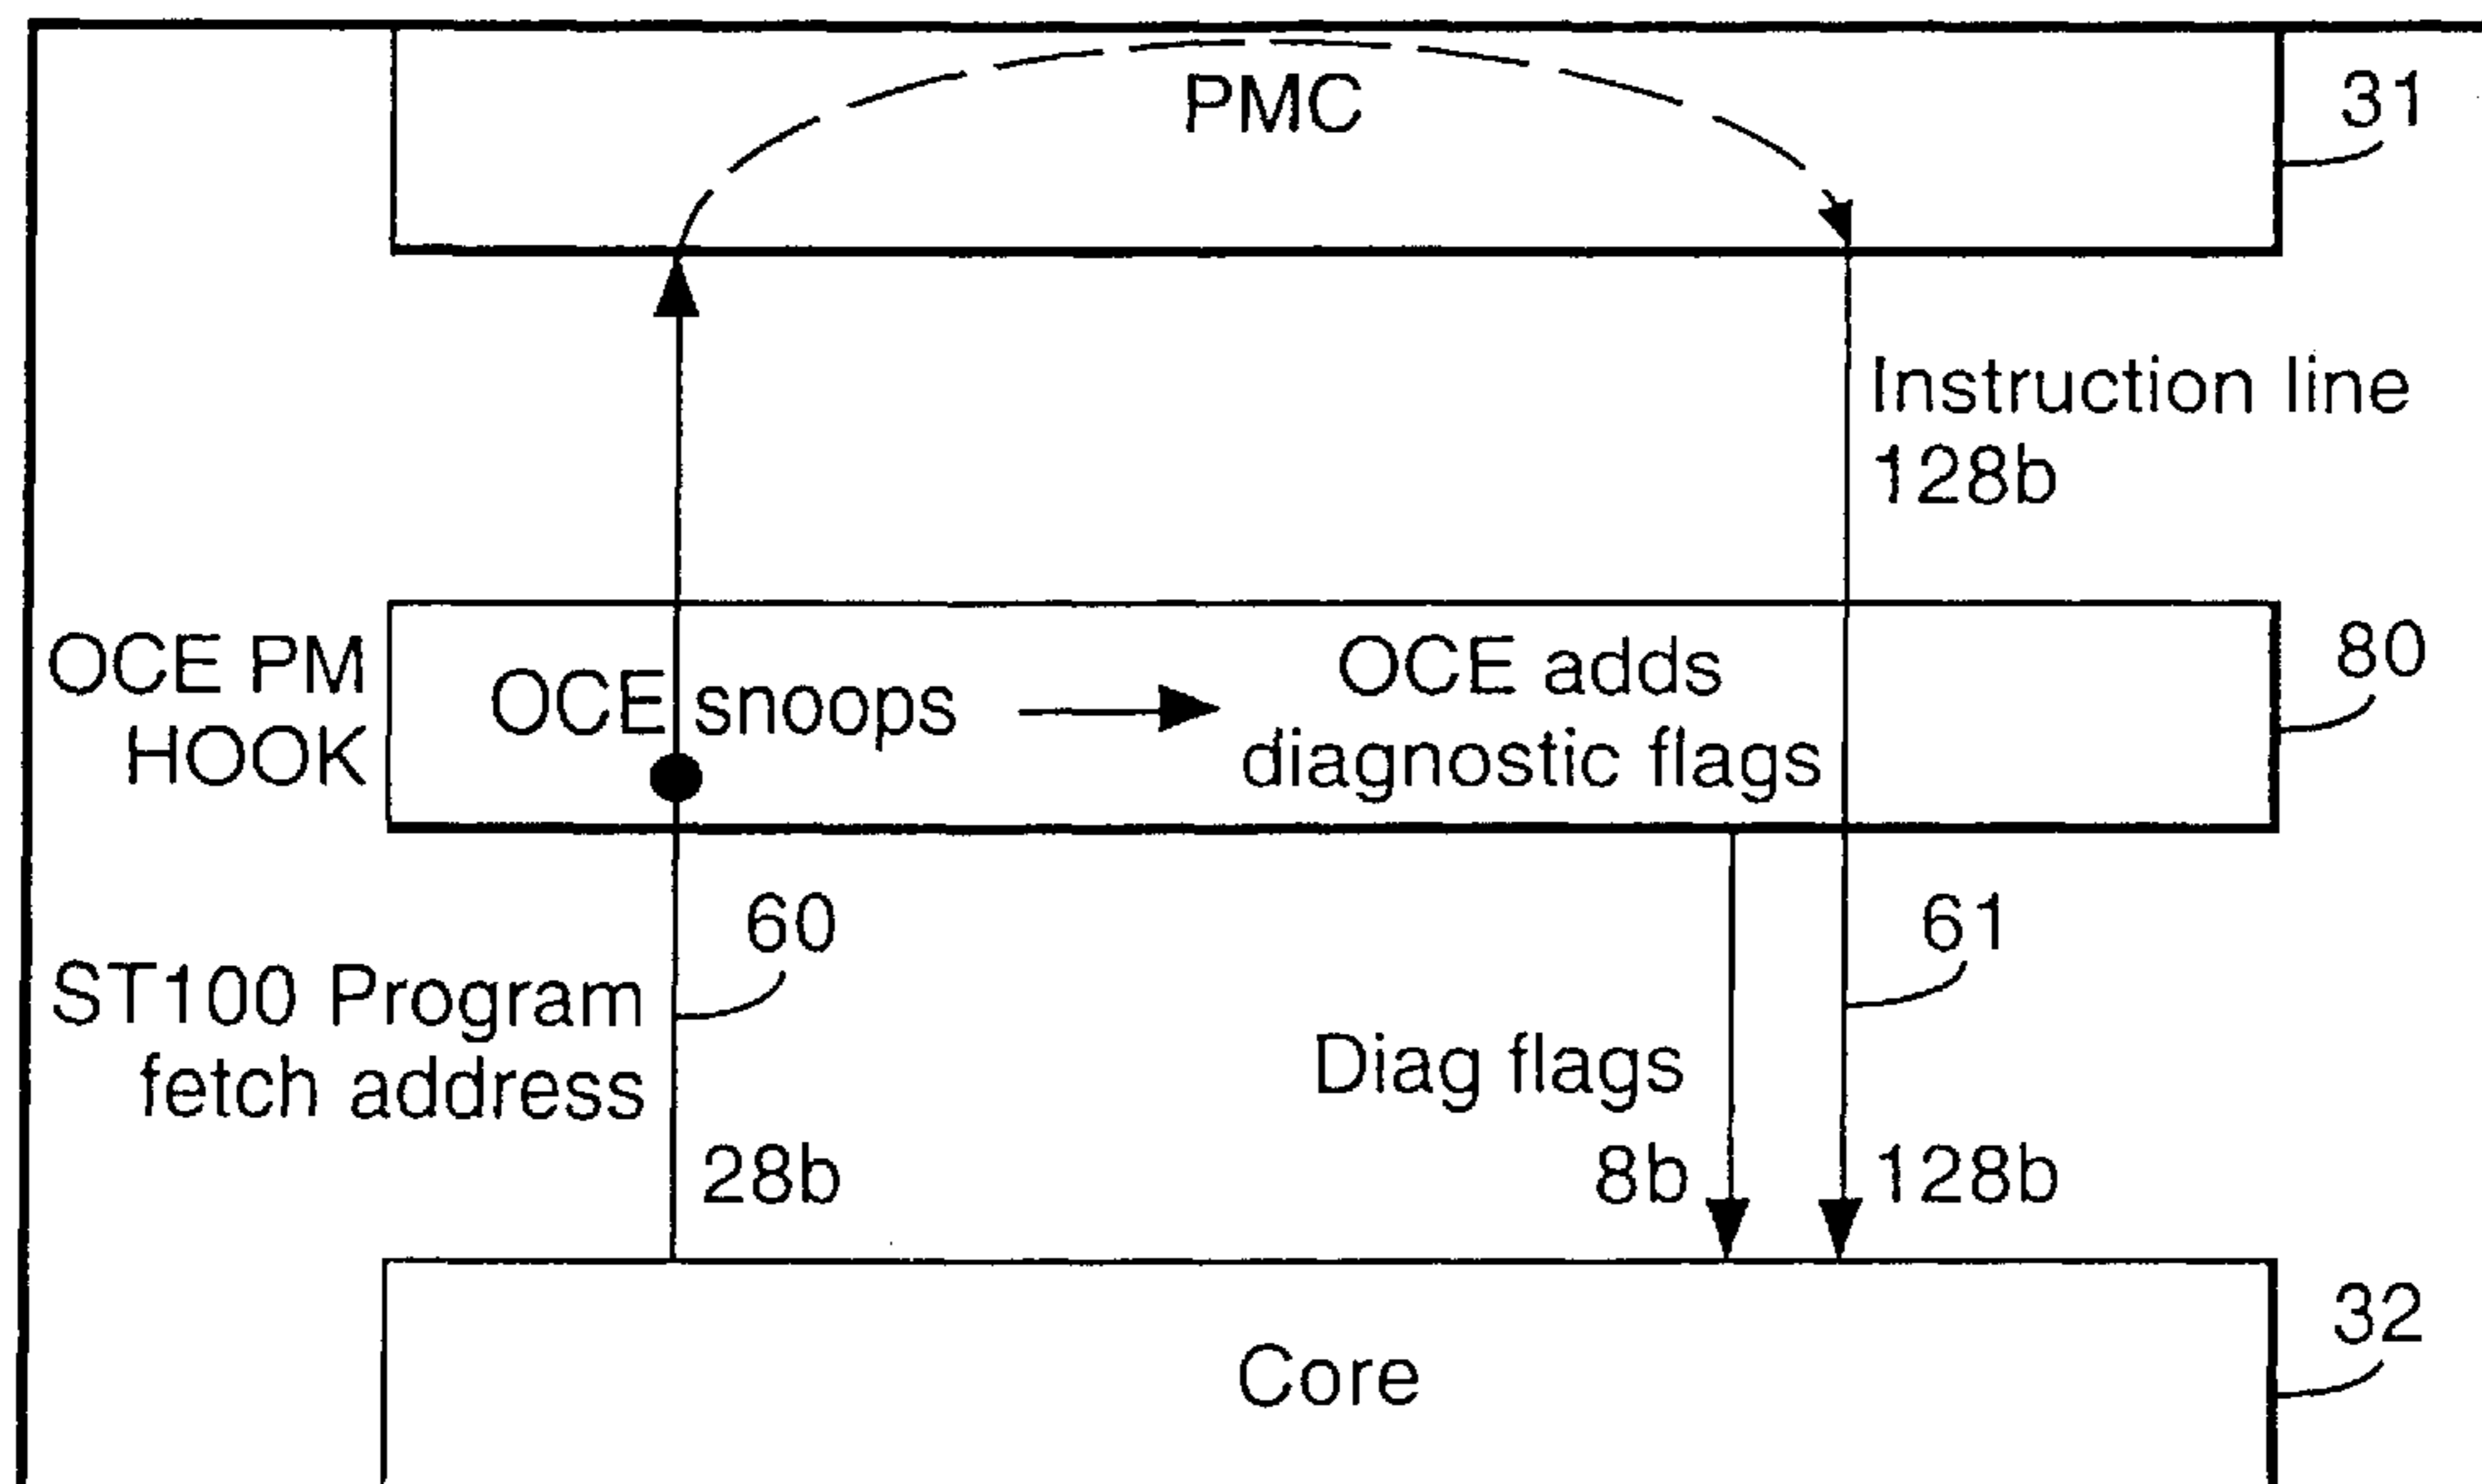 PMC
31
Instruction line
128b
OCE PM
HOOK
OCE snoops
OCE adds
diagnostic flags
80
60
61
ST100 Program
fetch address
28b
Diag flags
8b
128b
32
Core